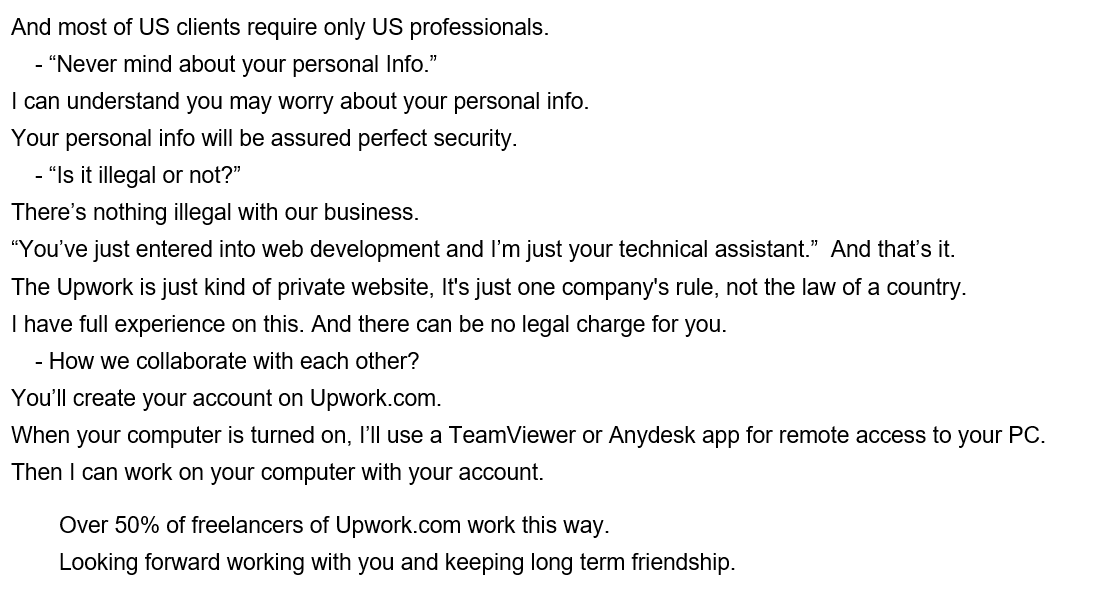 And most of US clients require only US professionals.
- “Never mind about your personal Info.”
I can understand you may worry about your personal info.
Your personal info will be assured perfect security.
- “Is it illegal or not?”
There’s nothing illegal with our business.
“You’ve just entered into web development and I’m just your technical assistant.”  And that’s it.
The Upwork is just kind of private website, It's just one company's rule, not the law of a country.
I have full experience on this. And there can be no legal charge for you.
- How we collaborate with each other?
You’ll create your account on Upwork.com.
When your computer is turned on, I’ll use a TeamViewer or Anydesk app for remote access to your PC.
Then I can work on your computer with your account.
Over 50% of freelancers of Upwork.com work this way.
Looking forward working with you and keeping long term friendship.